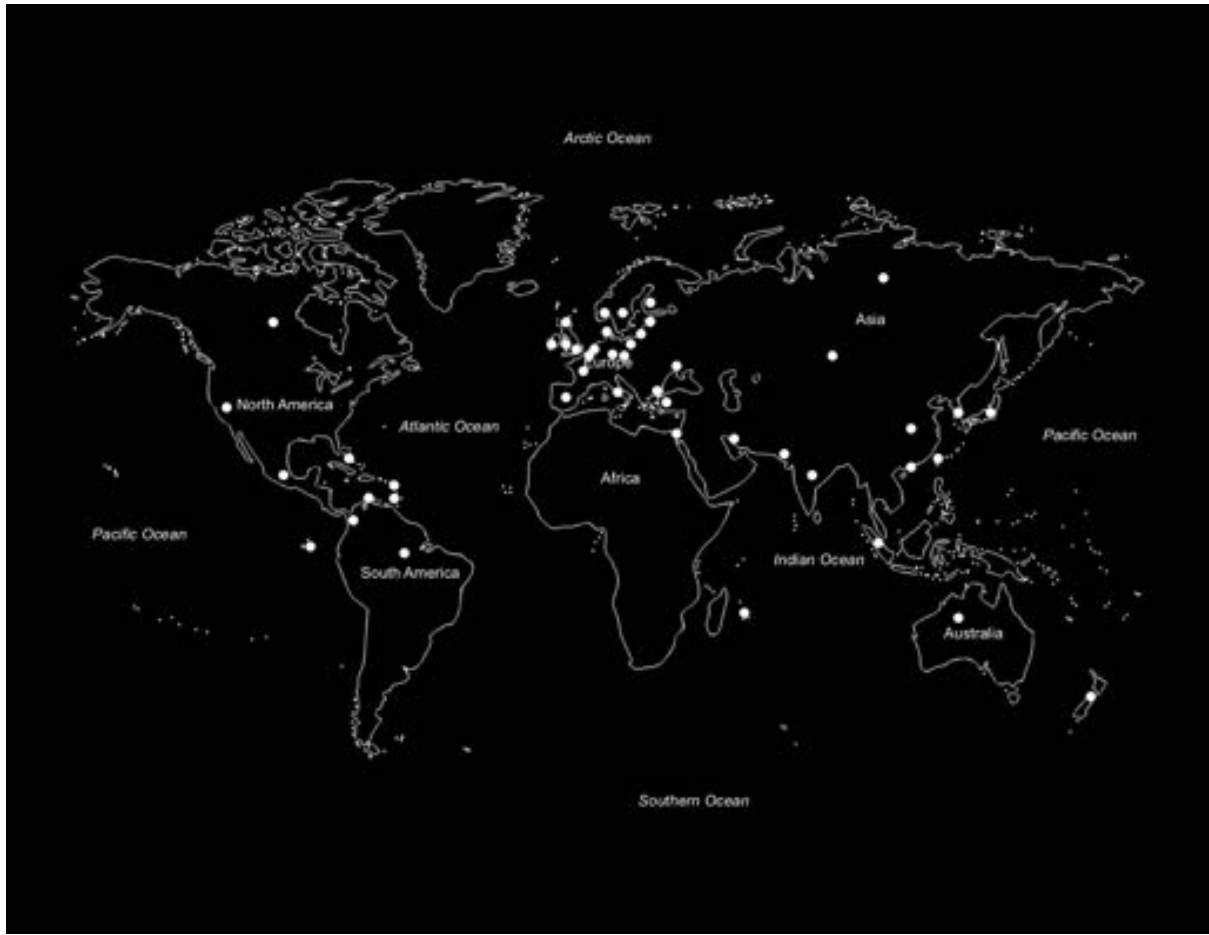 Arctic Ocean
Asia
Europe
North America
Atlantic Ocean
Pacific Ocean
Africa
Pacific Ocean
Indian Ocean
South America
Australia
Southern Ocean